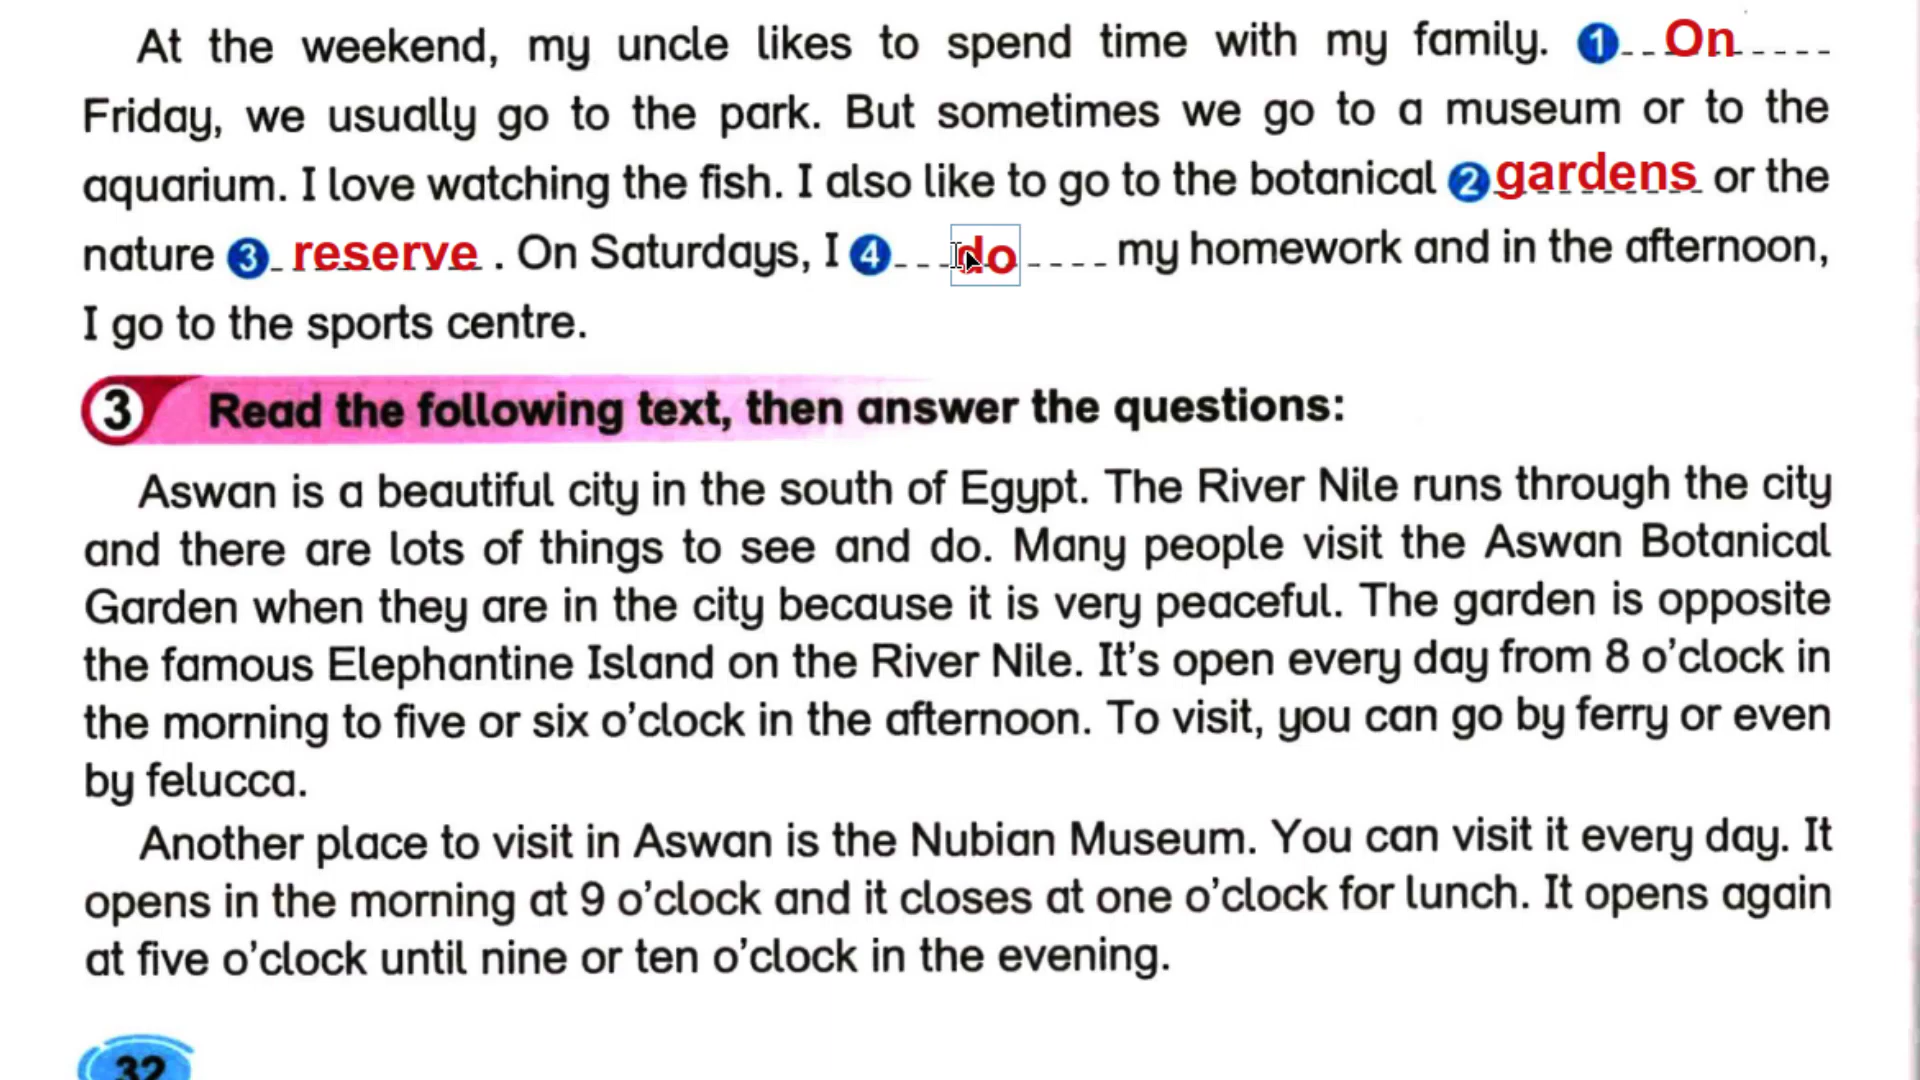 At the weekend, my uncle likes to spend time with my family. 1 On
Friday, we usually go to the park. But sometimes we go to a museum or to the
aquarium. I love watching the fish. I also like to go to the botanical 2 gardens or the
nature 3 reserve . On Saturdays, I 4 do my homework and in the afternoon,
I go to the sports centre.
3 Read the following text, then answer the questions:
Aswan is a beautiful city in the south of Egypt. The River Nile runs through the city
and there are lots of things to see and do. Many people visit the Aswan Botanical
Garden when they are in the city because it is very peaceful. The garden is opposite
the famous Elephantine Island on the River Nile. It's open every day from 8 o'clock in
the morning to five or six o'clock in the afternoon. To visit, you can go by ferry or even
by felucca.
Another place to visit in Aswan is the Nubian Museum. You can visit it every day. It
opens in the morning at 9 o'clock and it closes at one o'clock for lunch. It opens again
at five o'clock until nine or ten o'clock in the evening.
32